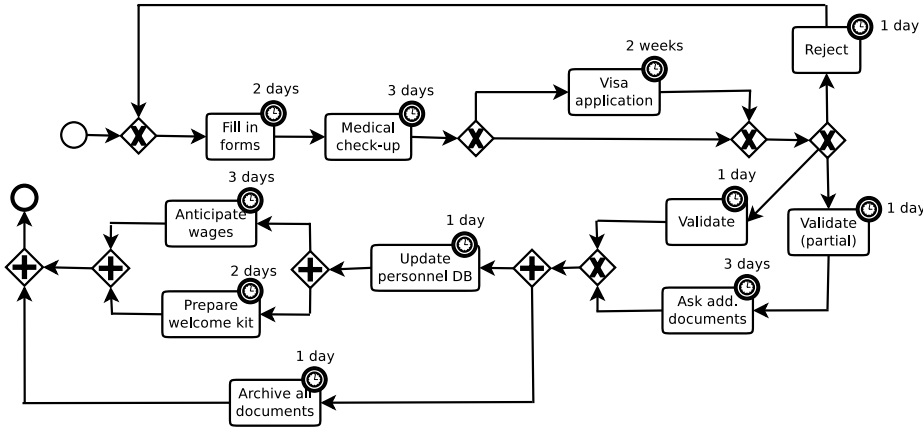 1 day
Reject
2 weeks
Visa
application
2 days
Fill in
forms
3 days
Medical
check-up
X
X
X
X
3 days
Anticipate
wages
1 day
Update
personnel DB
1 day
Validate
1 day
Validate
(partial)
X
2 days
Prepare
welcome kit
3 days
Ask add.
documents
1 day
Archive all
documents